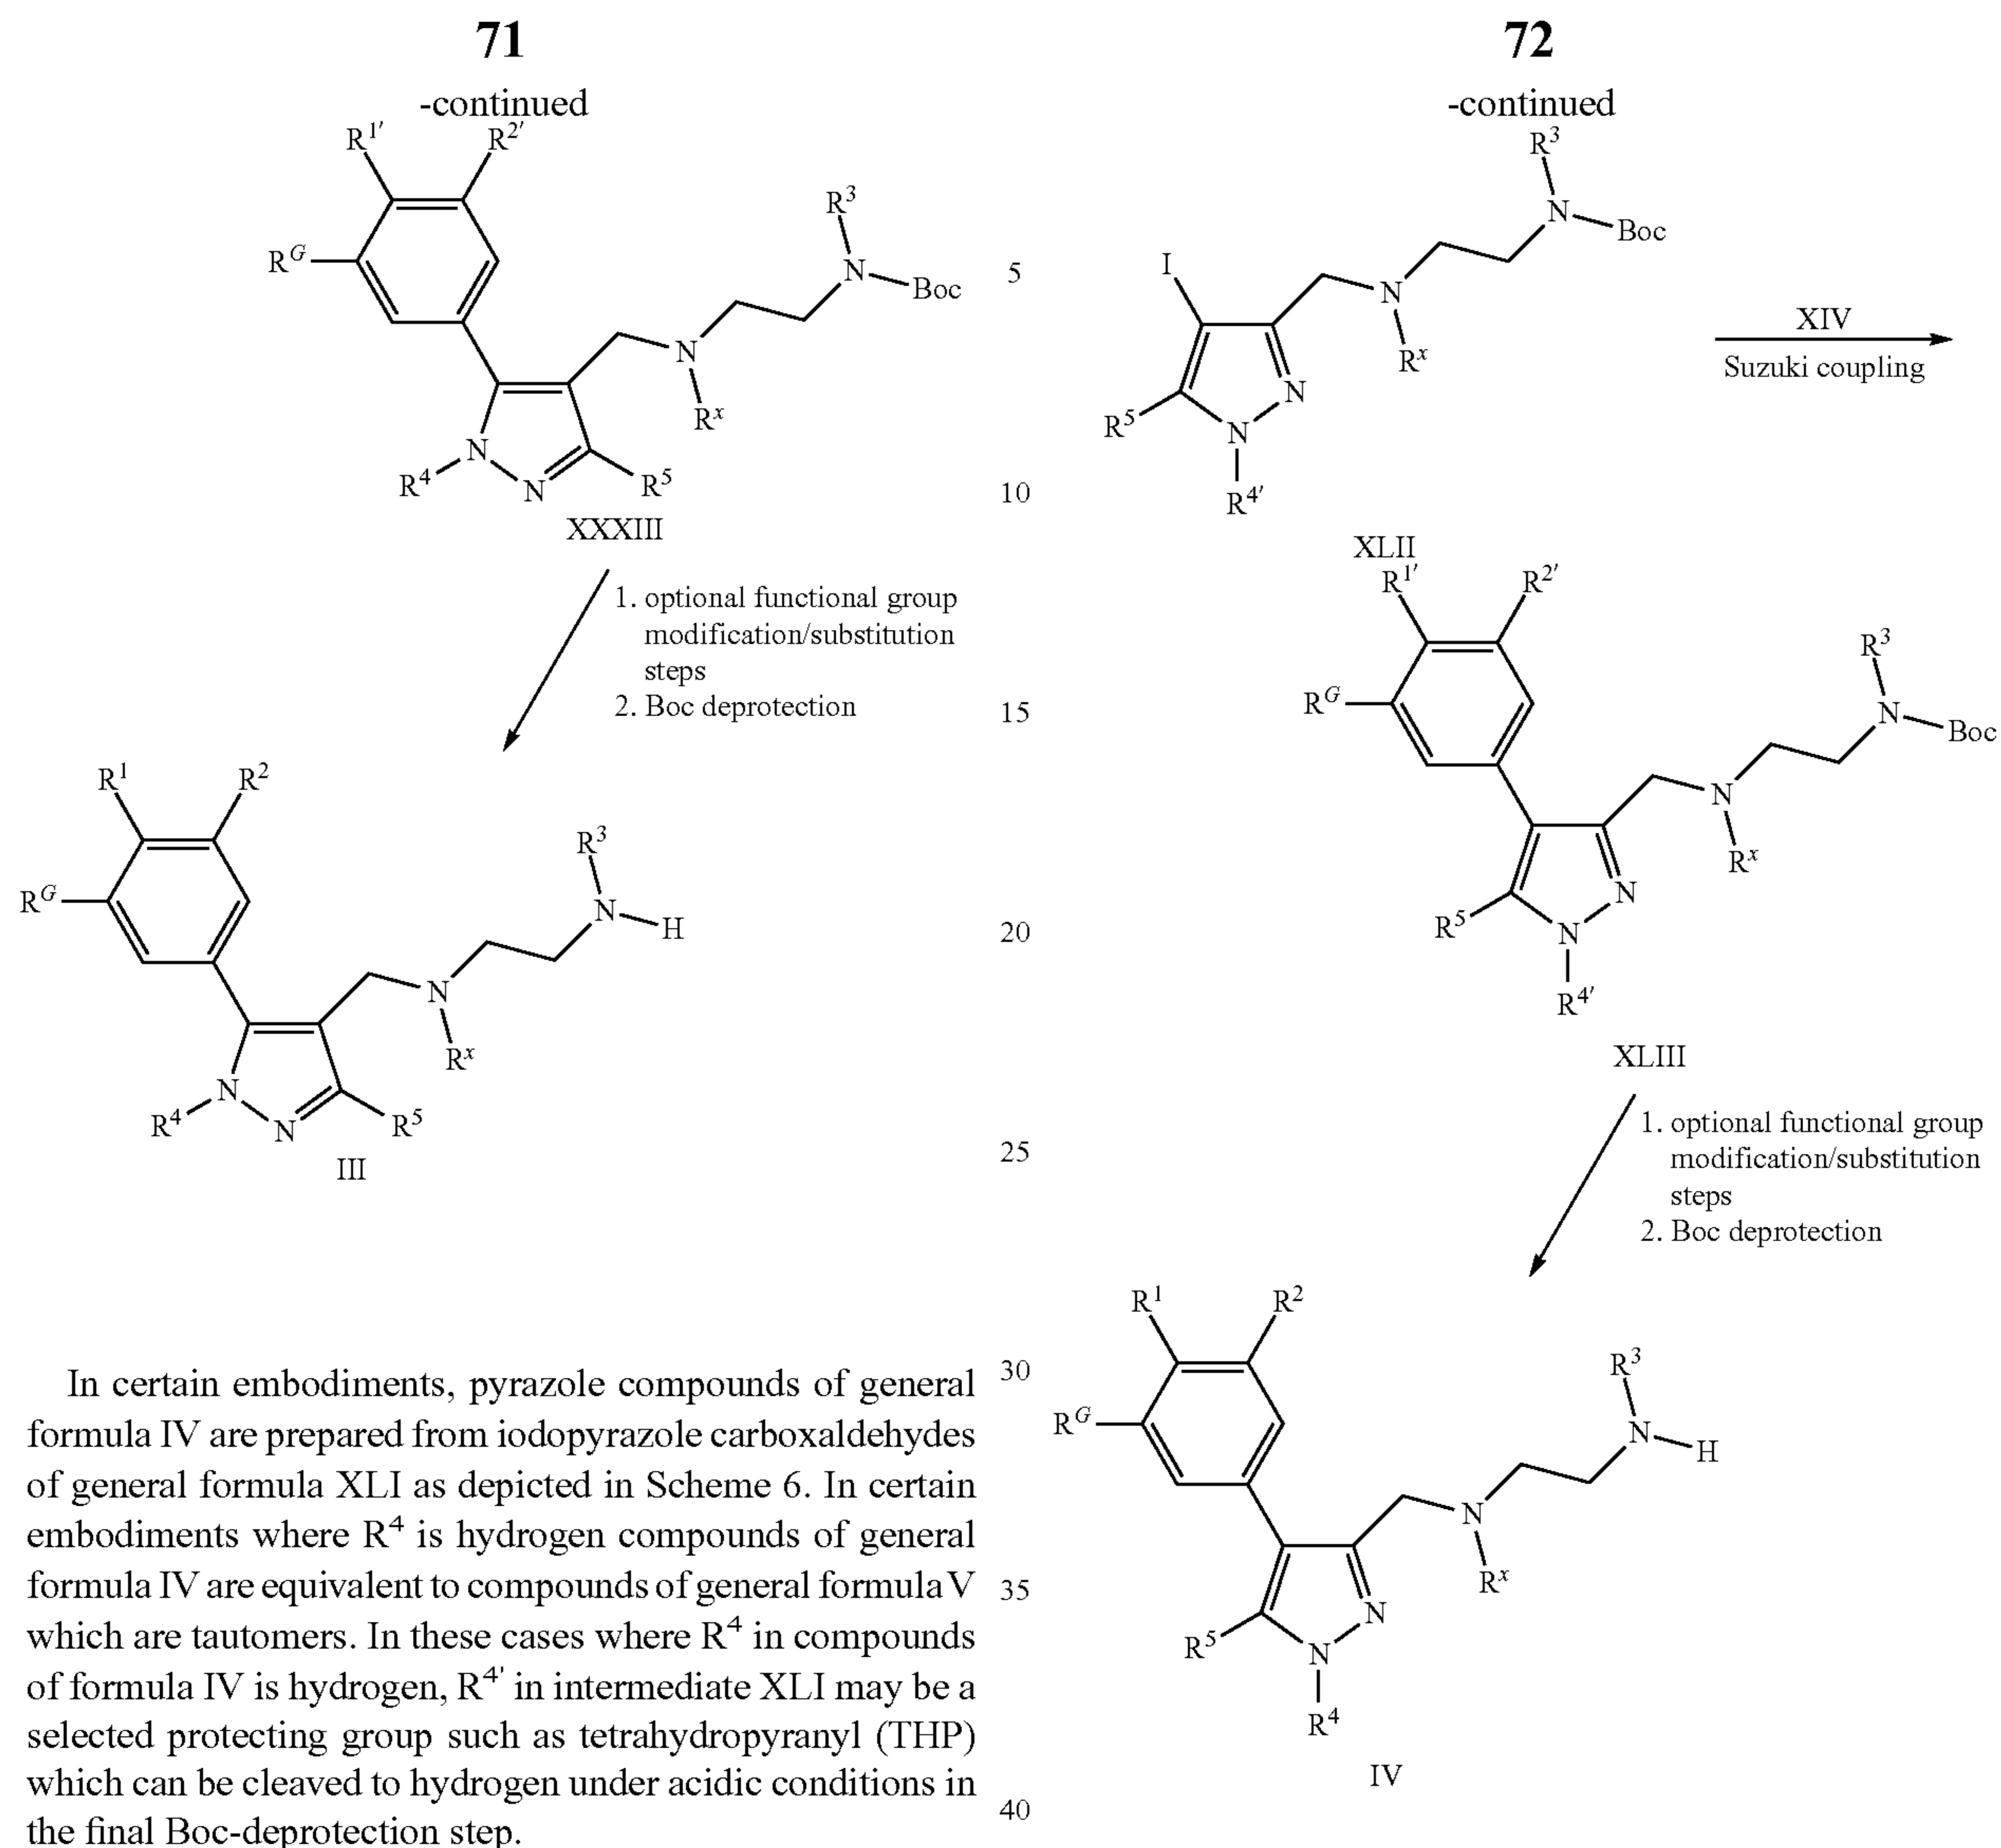 71
-continued
R1' R2'
R3
RG
N
Boc
N
Rx
N
R4 N R5
XXXIII
1. optional functional group
modification/substitution
steps
2. Boc deprotection
R1 R2
R3
RG
N
H
N
Rx
N
R4 N R5
III
In certain embodiments, pyrazole compounds of general
formula IV are prepared from iodopyrazole carboxaldehydes
of general formula XLI as depicted in Scheme 6. In certain
embodiments where R4 is hydrogen compounds of general
formula IV are equivalent to compounds of general formula V
which are tautomers. In these cases where R4 in compounds
of formula IV is hydrogen, R4' in intermediate XLI may be a
selected protecting group such as tetrahydropyranyl (THP)
which can be cleaved to hydrogen under acidic conditions in
the final Boc-deprotection step.
5
10
15
20
25
30
35
40
72
-continued
R3
N
Boc
I
N
Rx
N
R5
N
R4'
XLII
XIV
Suzuki coupling
R1' R2'
R3
RG
N
Boc
N
Rx
N
R5
N
R4'
XLIII
1. optional functional group
modification/substitution
steps
2. Boc deprotection
R1 R2
R3
RG
N
H
N
Rx
N
R5
N
R4
IV